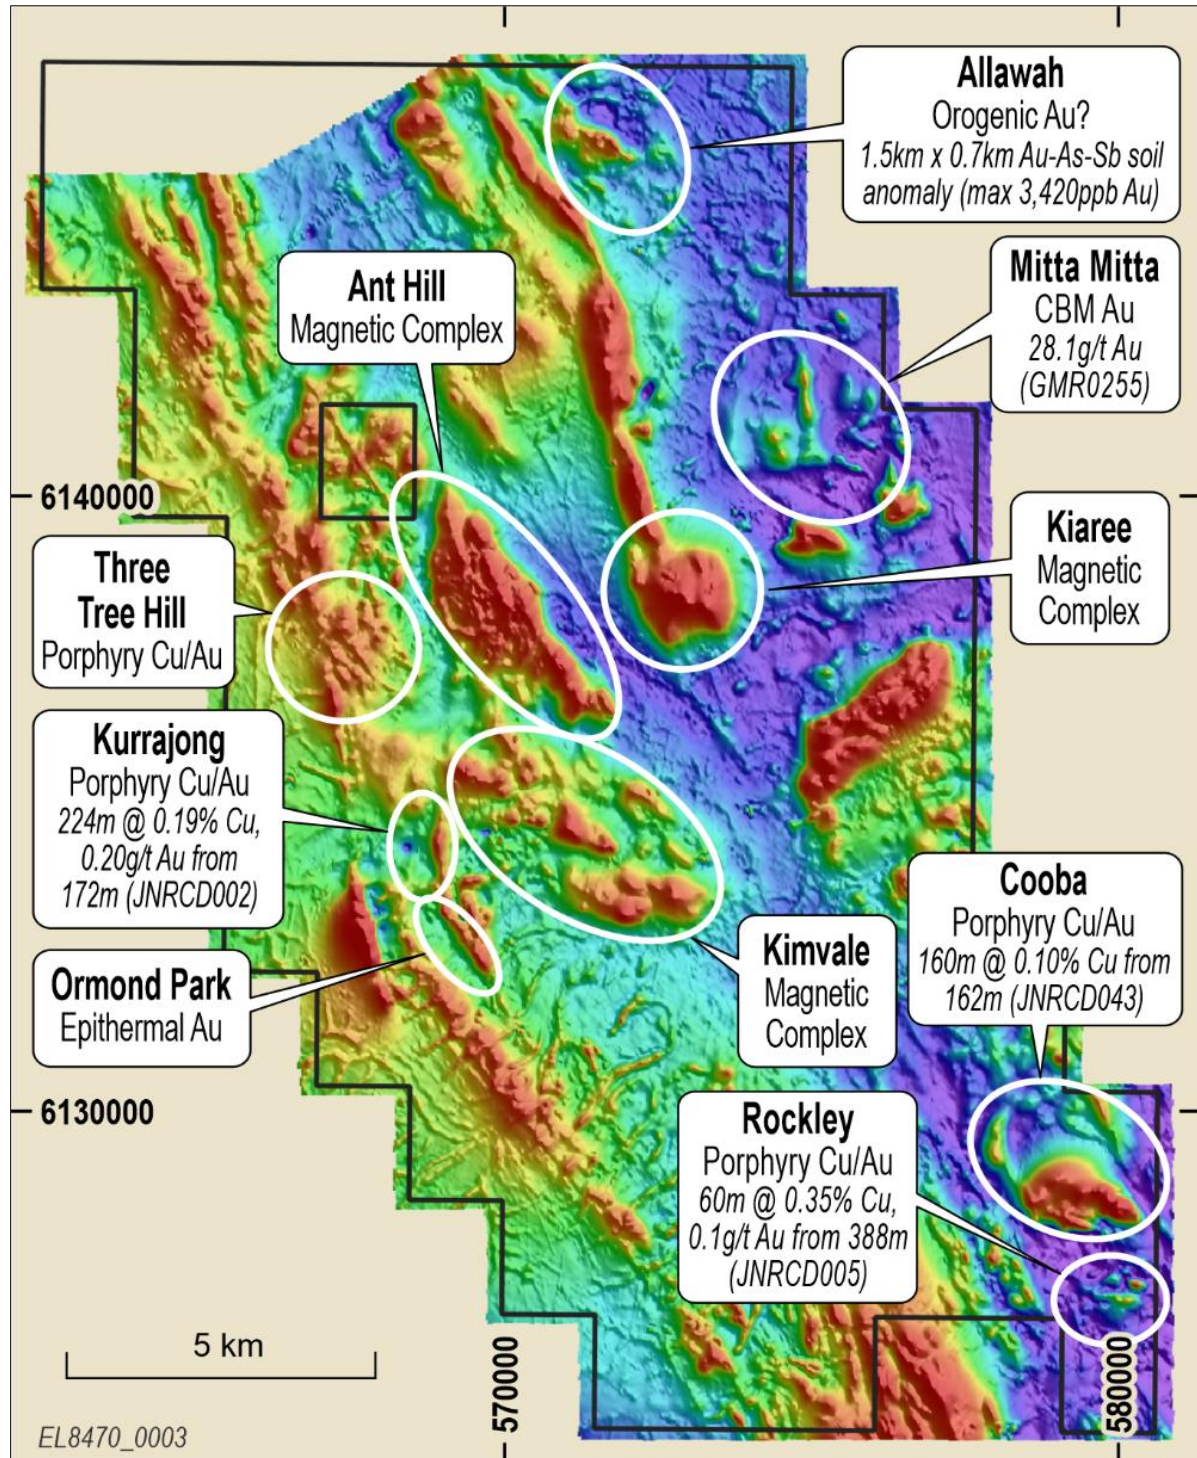 Allawah
Orogenic Au?
1.5km x 0.7km Au-As-Sb soil
anomaly (max 3,420ppb Au)
Mitta Mitta
CBM Au
28.1g/t Au
(GMR0255)
Ant Hill
Magnetic Complex
6140000
Kiaree
Magnetic
Complex
Three
Tree Hill
Porphyry Cu/Au
Kurrajong
Porphyry Cu/Au
224m @ 0.19% Cu,
0.20g/t Au from
172m (JNRCD002)
Cooba
Porphyry Cu/Au
160m @ 0.10% Cu from
162m (JNRCD043)
Kimvale
Magnetic
Complex
Ormond Park
Epithermal Au
6130000
Rockley
Porphyry Cu/Au
60m @ 0.35% Cu,
0.1g/t Au from 388m
(JNRCD005)
5 km
570000
580000
EL8470_0003